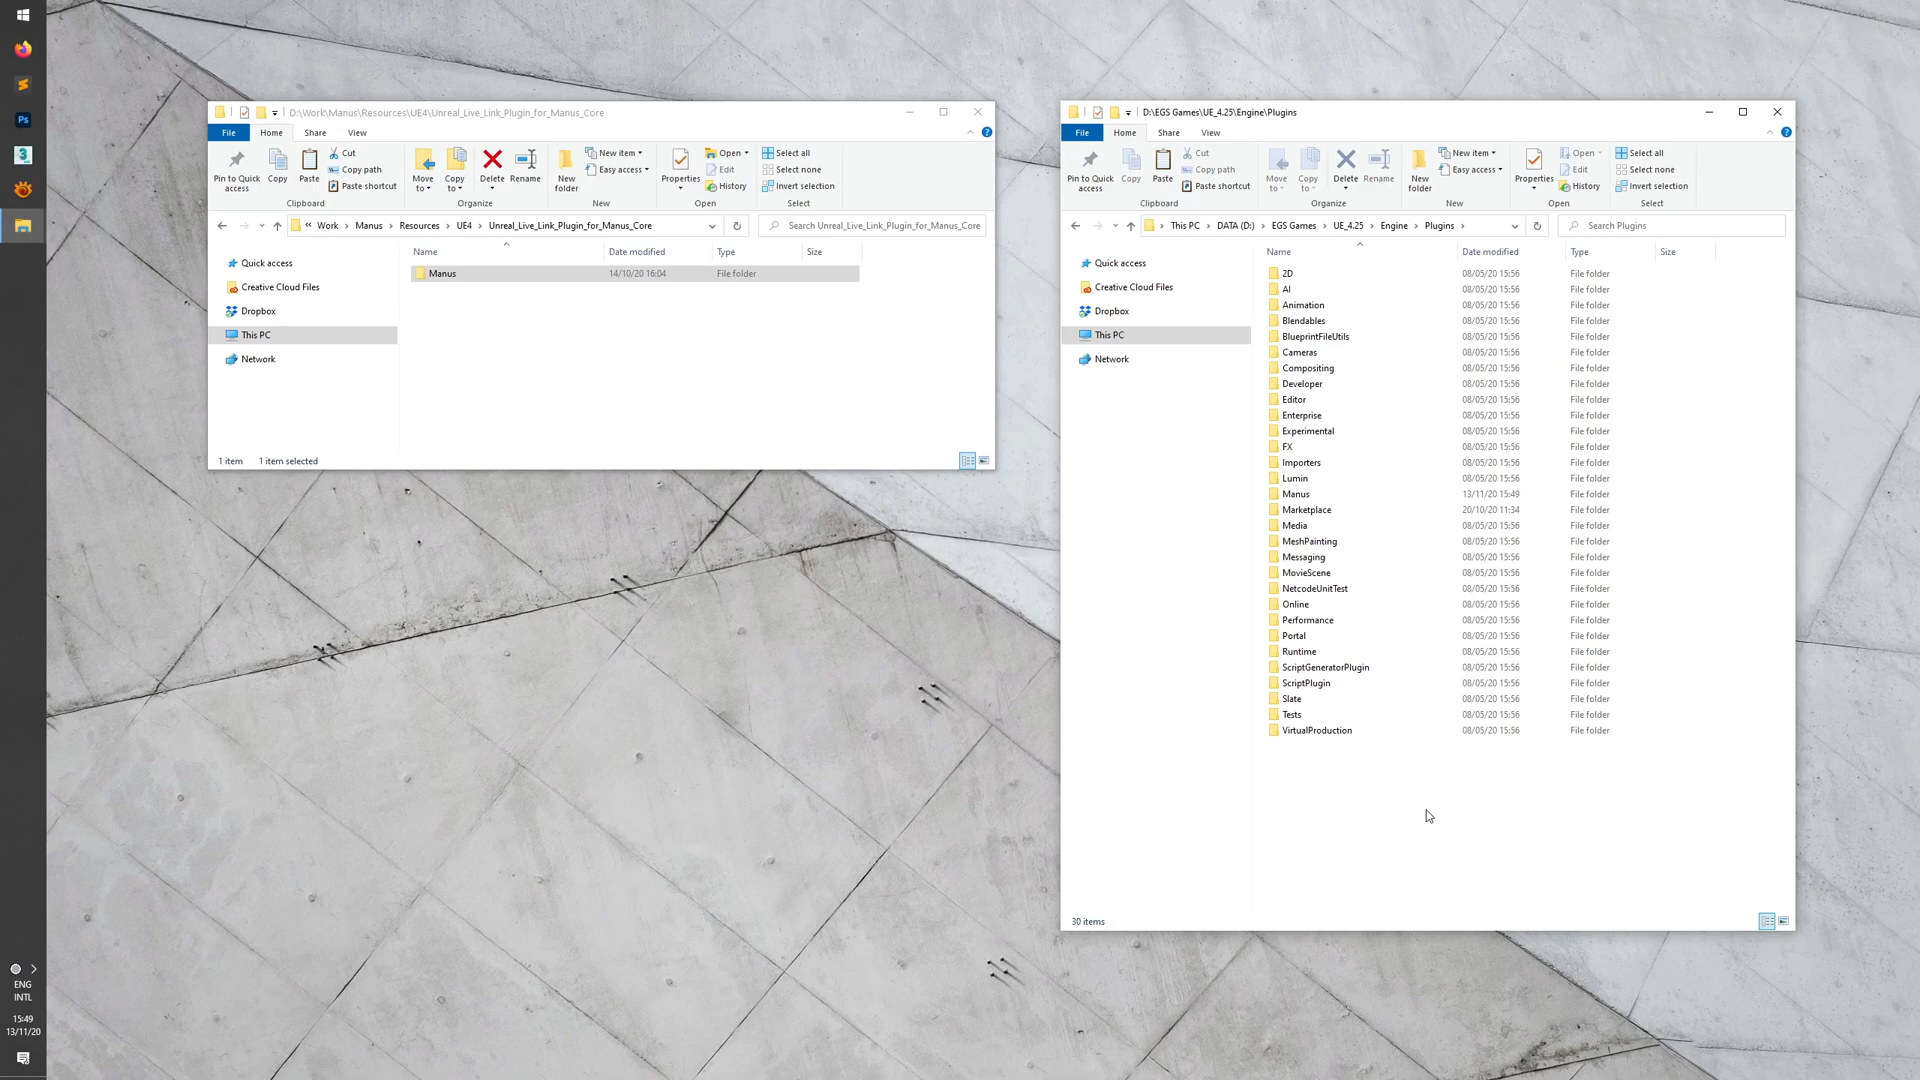 D:\Work\Manus\Resources\UE4\Unreal_Live_Link_Plugin_for_Manus_Core
File Home Share View
Pin to Quick access
Copy
Paste
Cut
Copy path
Paste shortcut
Clipboard
Move to
Copy to
Delete
Rename
Organize
New folder
New item
Easy access
New
Properties
Open
Edit
History
Open
Select all
Select none
Invert selection
Select
« Work > Manus > Resources > UE4 > Unreal_Live_Link_Plugin_for_Manus_Core
Search Unreal_Live_Link_Plugin_for_Manus_Core
Quick access
Creative Cloud Files
Dropbox
This PC
Network
Name Date modified Type Size
Manus 14/10/20 16:04 File folder
1 item 1 item selected
D:\EGS Games\UE_4.25\Engine\Plugins
File Home Share View
Pin to Quick access
Copy
Paste
Cut
Copy path
Paste shortcut
Clipboard
Move to
Copy to
Delete
Rename
Organize
New folder
New item
Easy access
New
Properties
Open
Edit
History
Open
Select all
Select none
Invert selection
Select
> This PC > DATA (D:) > EGS Games > UE_4.25 > Engine > Plugins >
Search Plugins
Quick access
Creative Cloud Files
Dropbox
This PC
Network
Name Date modified Type Size
2D 08/05/20 15:56 File folder
AI 08/05/20 15:56 File folder
Animation 08/05/20 15:56 File folder
Blendables 08/05/20 15:56 File folder
BlueprintFileUtils 08/05/20 15:56 File folder
Cameras 08/05/20 15:56 File folder
Compositing 08/05/20 15:56 File folder
Developer 08/05/20 15:56 File folder
Editor 08/05/20 15:56 File folder
Enterprise 08/05/20 15:56 File folder
Experimental 08/05/20 15:56 File folder
FX 08/05/20 15:56 File folder
Importers 08/05/20 15:56 File folder
Lumin 08/05/20 15:56 File folder
Manus 13/11/20 15:49 File folder
Marketplace 20/10/20 11:34 File folder
Media 08/05/20 15:56 File folder
MeshPainting 08/05/20 15:56 File folder
Messaging 08/05/20 15:56 File folder
MovieScene 08/05/20 15:56 File folder
NetcodeUnitTest 08/05/20 15:56 File folder
Online 08/05/20 15:56 File folder
Performance 08/05/20 15:56 File folder
Portal 08/05/20 15:56 File folder
Runtime 08/05/20 15:56 File folder
ScriptGeneratorPlugin 08/05/20 15:56 File folder
ScriptPlugin 08/05/20 15:56 File folder
Slate 08/05/20 15:56 File folder
Tests 08/05/20 15:56 File folder
VirtualProduction 08/05/20 15:56 File folder
30 items
Ps
3
ENG
INTL
15:49
13/11/20